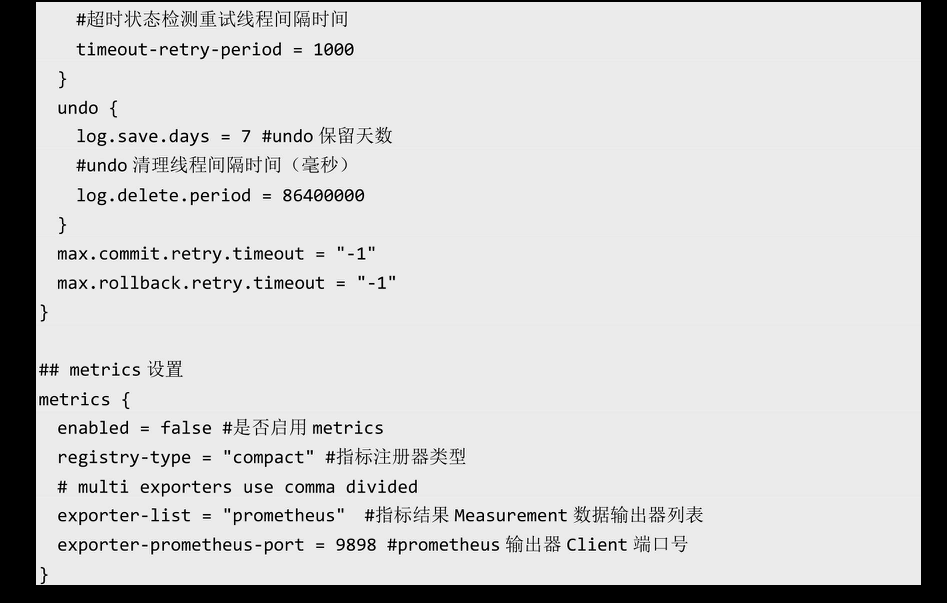 #超时状态检测重试线程间隔时间
timeout-retry-period = 1000
}
undo {
log.save.days = 7 #undo 保留天数
#undo 清理线程间隔时间（毫秒）
log.delete.period = 86400000
}
max.commit.retry.timeout = "-1"
max.rollback.retry.timeout = "-1"
}
## metrics 设置
metrics {
enabled = false #是否启用 metrics
registry-type = "compact" #指标注册器类型
# multi exporters use comma divided
exporter-list = "prometheus" #指标结果 Measurement 数据输出器列表
exporter-prometheus-port = 9898 #prometheus 输出器 Client 端口号
}